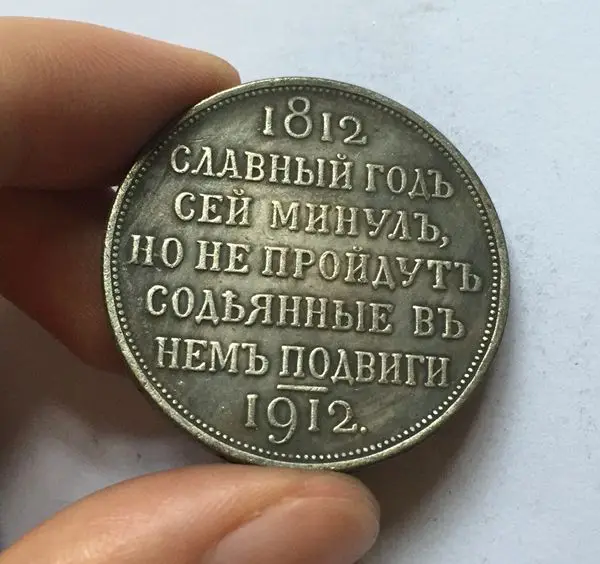 1812
СЛАВНЫЙ ГОДЪ
СЕЙ МИНУЛЪ,
НО НЕ ПРОЙДУТЪ
СОДѢЯННЫЕ ВЪ
НЕМЪ ПОДВИГИ
1912.